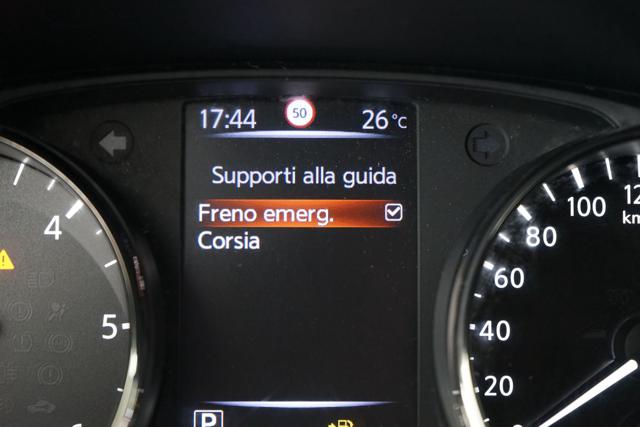 17:44 50 26 °C
Supporti alla guida
Freno emerg.
Corsia
4
5
100
80
60
40
20
P